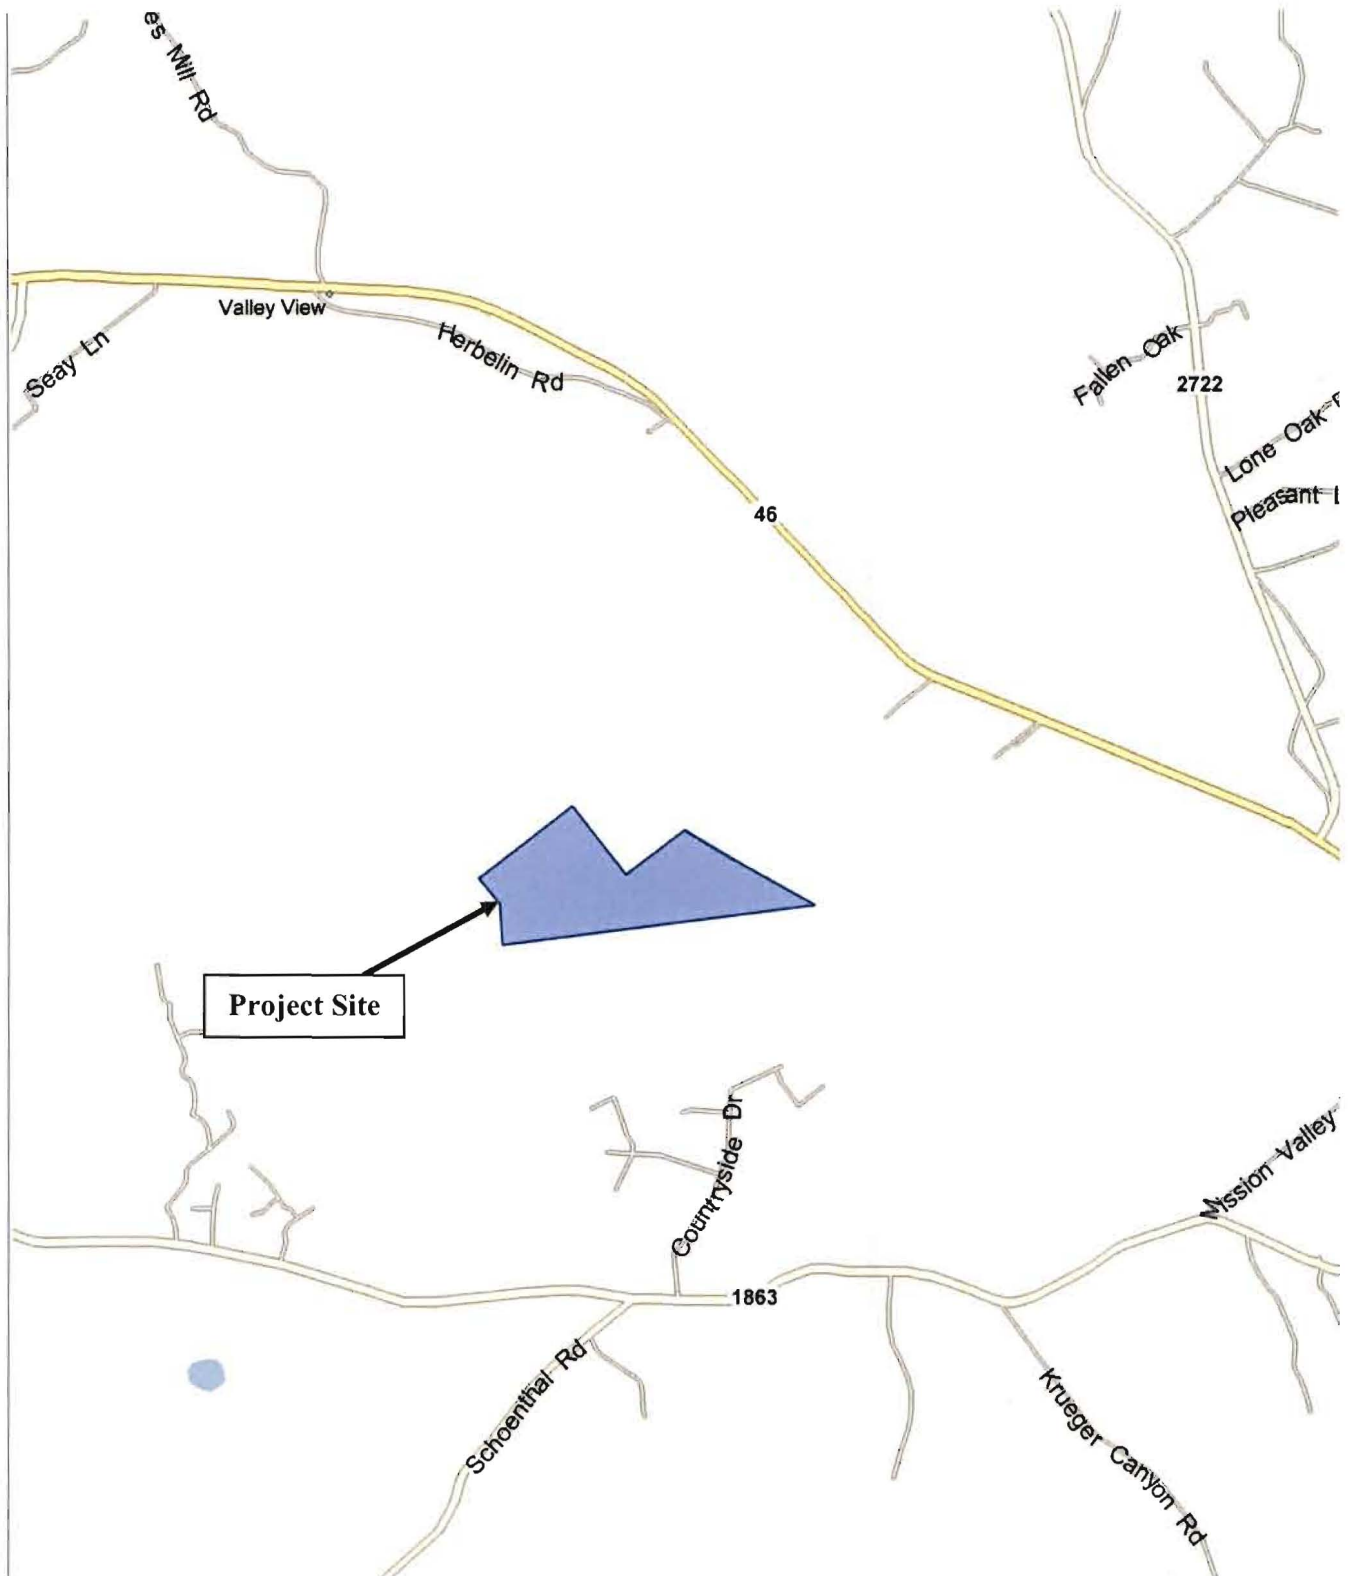 es Mill Rd
Valley View
Seay Ln
Herbelin Rd
Fallen Oak
2722
Lone Oak
Pleasant
46
Project Site
Countryside Dr
Mission Valley
1863
Schoenthal Rd
Krueger Canyon Rd